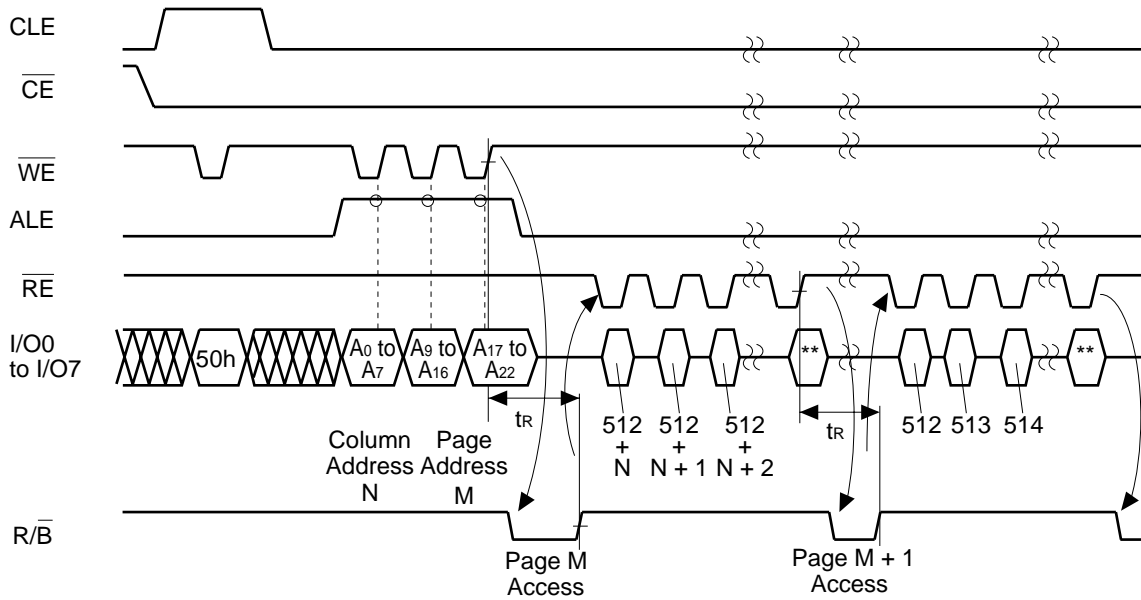 CLE
CE
WE
ALE
RE
I/O0
to I/O7
50h
A0 to
A7
A9 to
A16
A17 to
A22
**
**
tR
tR
512
+
N
512
+
N + 1
512
+
N + 2
512
513
514
Column
Address
N
Page
Address
M
R/B
Page M
Access
Page M + 1
Access